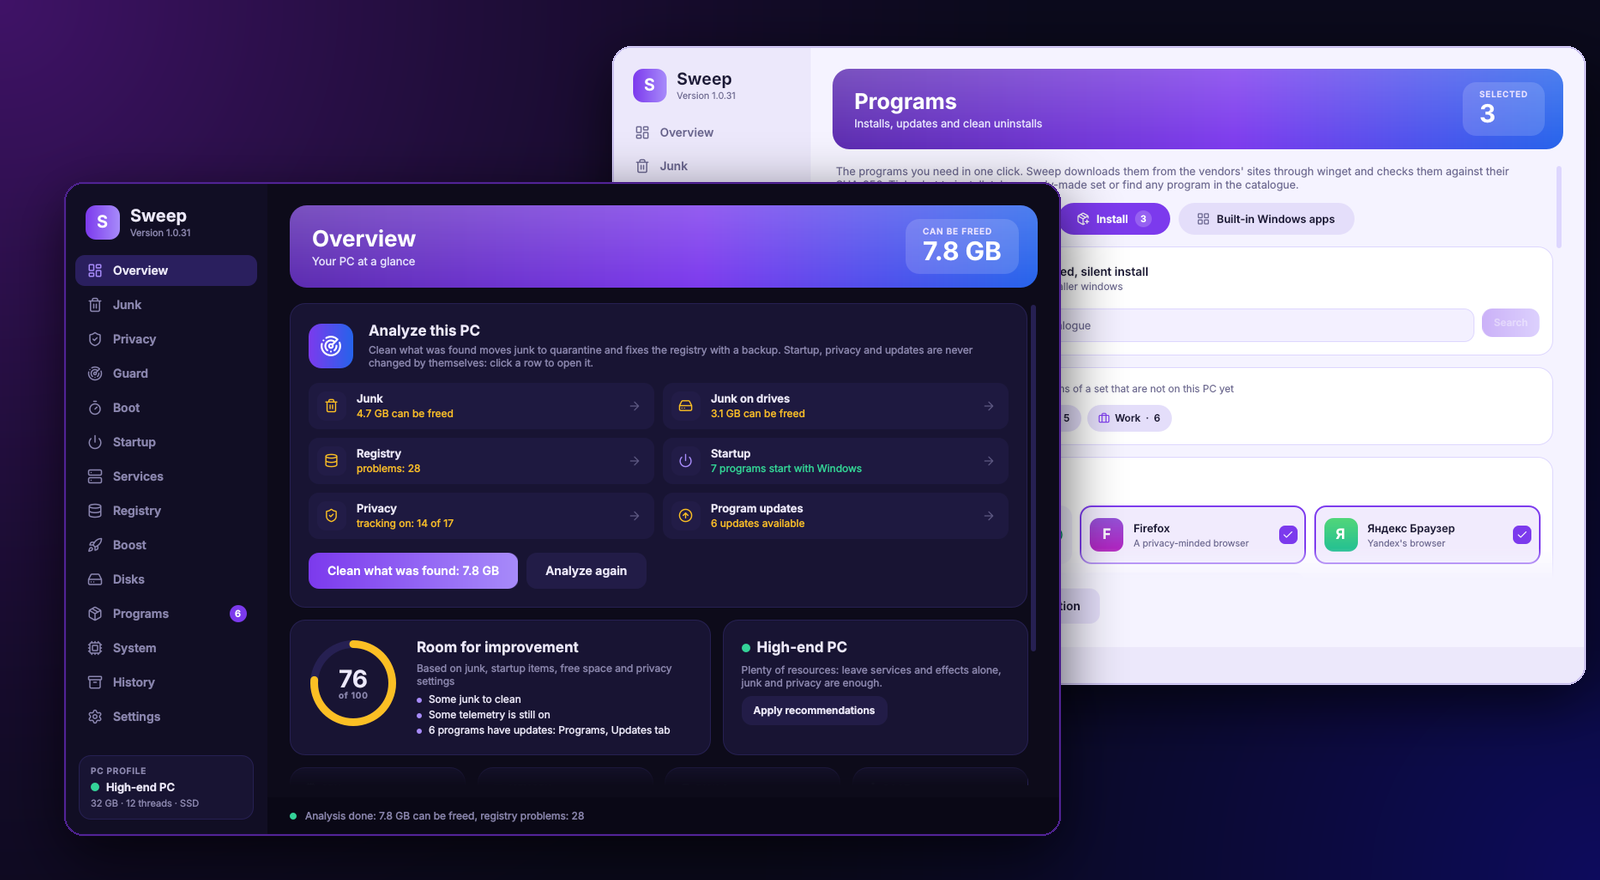 S
Sweep
Version 1.0.31
Overview
Junk
Programs
Installs, updates and clean uninstalls
SELECTED
3
The programs you need in one click. Sweep downloads them from the vendors' sites through winget and checks them against their
-made set or find any program in the catalogue.
Install 3
Built-in Windows apps
ed, silent install
aller windows
alogue
Search
ns of a set that are not on this PC yet
5
Work · 6
F
Firefox
A privacy-minded browser
Я
Яндекс Браузер
Yandex's browser
tion
S
Sweep
Version 1.0.31
Overview
Junk
Privacy
Guard
Boot
Startup
Services
Registry
Boost
Disks
Programs 6
System
History
Settings
PC PROFILE
High-end PC
32 GB · 12 threads · SSD
Overview
Your PC at a glance
CAN BE FREED
7.8 GB
Analyze this PC
Clean what was found moves junk to quarantine and fixes the registry with a backup. Startup, privacy and updates are never
changed by themselves: click a row to open it.
Junk
4.7 GB can be freed
Junk on drives
3.1 GB can be freed
Registry
problems: 28
Startup
7 programs start with Windows
Privacy
tracking on: 14 of 17
Program updates
6 updates available
Clean what was found: 7.8 GB
Analyze again
76
of 100
Room for improvement
Based on junk, startup items, free space and privacy
settings
Some junk to clean
Some telemetry is still on
6 programs have updates: Programs, Updates tab
High-end PC
Plenty of resources: leave services and effects alone,
junk and privacy are enough.
Apply recommendations
Analysis done: 7.8 GB can be freed, registry problems: 28